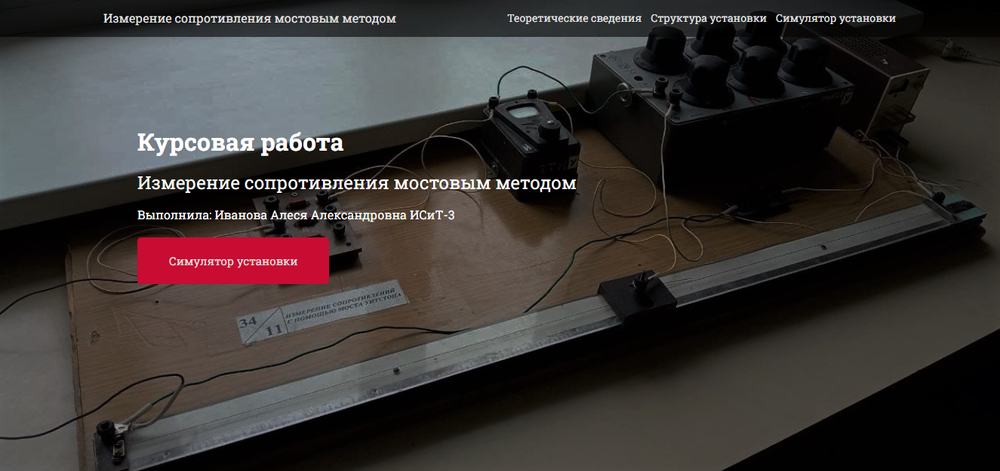 Измерение сопротивления мостовым методом
Теоретические сведения Структура установки Симулятор установки
Курсовая работа
Измерение сопротивления мостовым методом
Выполнила: Иванова Алеся Александровна ИСиТ-3
Симулятор установки
34
11
ИЗМЕРЕНИЕ СОПРОТИВЛЕНИЙ
С ПОМОЩЬЮ МОСТА УИТСТОНА